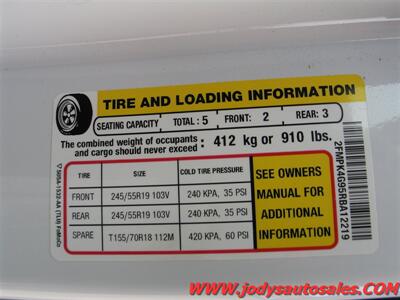 TIRE AND LOADING INFORMATION
SEATING CAPACITY TOTAL : 5 FRONT: 2 REAR: 3
The combined weight of occupants and cargo should never exceed : 412 kg or 910 lbs.
TIRE SIZE COLD TIRE PRESSURE
FRONT 245/55R19 103V 240 KPA, 35 PSI
REAR 245/55R19 103V 240 KPA, 35 PSI
SPARE T155/70R18 112M 420 KPA, 60 PSI
SEE OWNERS
MANUAL FOR
ADDITIONAL
INFORMATION
2FMPK4G95RBA12219
www.jodysautosales.com